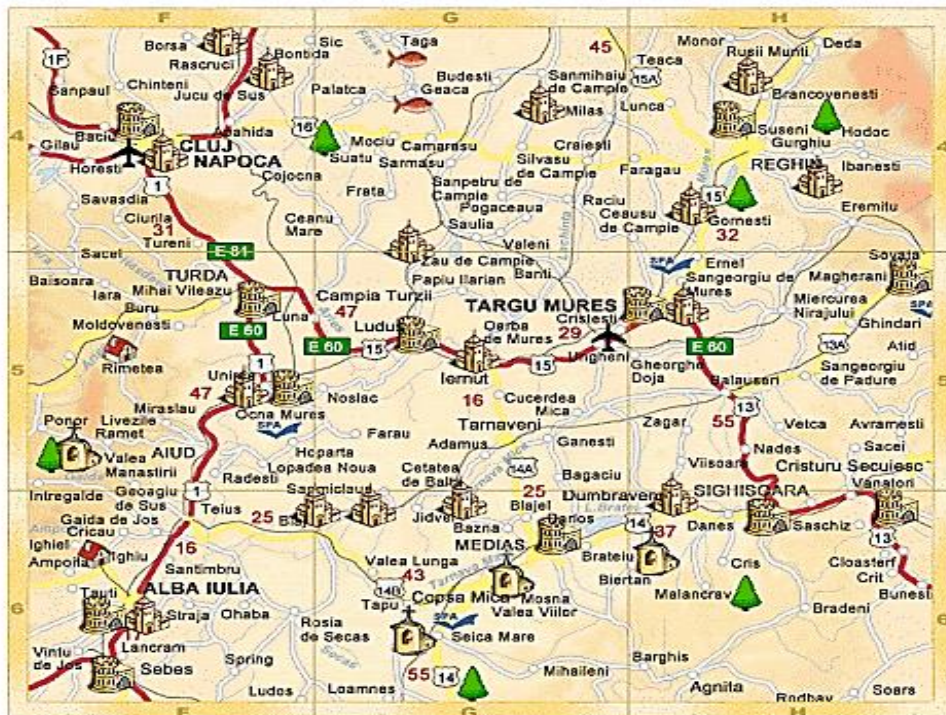 F G H
Borsa Sic Taga 45 Monor Rusii Munti Deda
1F Rascruci Bontida Teaca
Sanpaul Chinteni Budesti Sanmihaiu de Campie 15A
Jucu de Sus Palatca Geaca Milas Lunca Brancovenesti
4 Baciu 16 Suseni Hodoc 4
Gilau CLUJ NAPOCA Suatu Mociu Camarasu Craiesti Gurghiu
Horesti Sarmasu Silvasu de Campie Faragau REGHIN Ibanesti
1 Cojocna Frata Sanpetru de Campie
Savasdia Pogaceaua Raciu 15 Gornesti Eremitu
Ciurila Ceanu Mare Saulia Ceausu de Campie
31 Tureni Valeni 32
Sacel E 81 Zau de Campie SPA Ernei Sovata
Baisoara TURDA Papiu Ilarian Banti Sangeorgiu de Mures Magherani
Iara Mihai Viteazu Campia Turzii TARGU MURES SPA
Buru Luna 47 Cristesti Miercurea Nirajului
Moldovenesti E 60 Ludu Oarba de Mures 29 Ghindari
E 60 15 Ungheni E 60 13A Atid
Rimetea 1 Iernut 15 Gheorghe Doja
5 Balauseri Sangeorgiu de Padure 5
47 Noslac 16 Cucerdea 13
Ponor Miraslau Ocna Mures Mica 55 Vetca Avramesti
Livezile SPA Tarnaveni Zagar
Ramet Farau Adamus Ganesti Nades Sacei
Valea Manastirii AIUD Hoparta Cetatea de Balta 14A Viisoara Cristuru Secuiesc
Radesti Lopadea Noua Bagaciu Vanatori
Intregalde Geoagiu de Sus 1 Sanmiclaus 25 Dumbraveni SIGHISOARA
Gaida de Jos Teius 25 Jidvei Blajel 14 Danes Saschiz
Cricau Bazna Darlos 37 13
Ighiel 16 MEDIAS Brateiu Cris Cloasterf
Ampoita Ighiu Valea Lunga Biertan Crit
Santimbru 43 Tarnava Mare
ALBA IULIA 14B Copsa Mica Mosna Malancrav Bunesti
Tauti Tapu Valea Viilor
6 Straja Ohaba Rosia de Secas SPA Bradeni 6
Lancram Seica Mare
Vintu de Jos Sebes Spring 55 14 Mihaileni Barghis
Ludos Loamnes Agnita Rodbav Soars
F G H